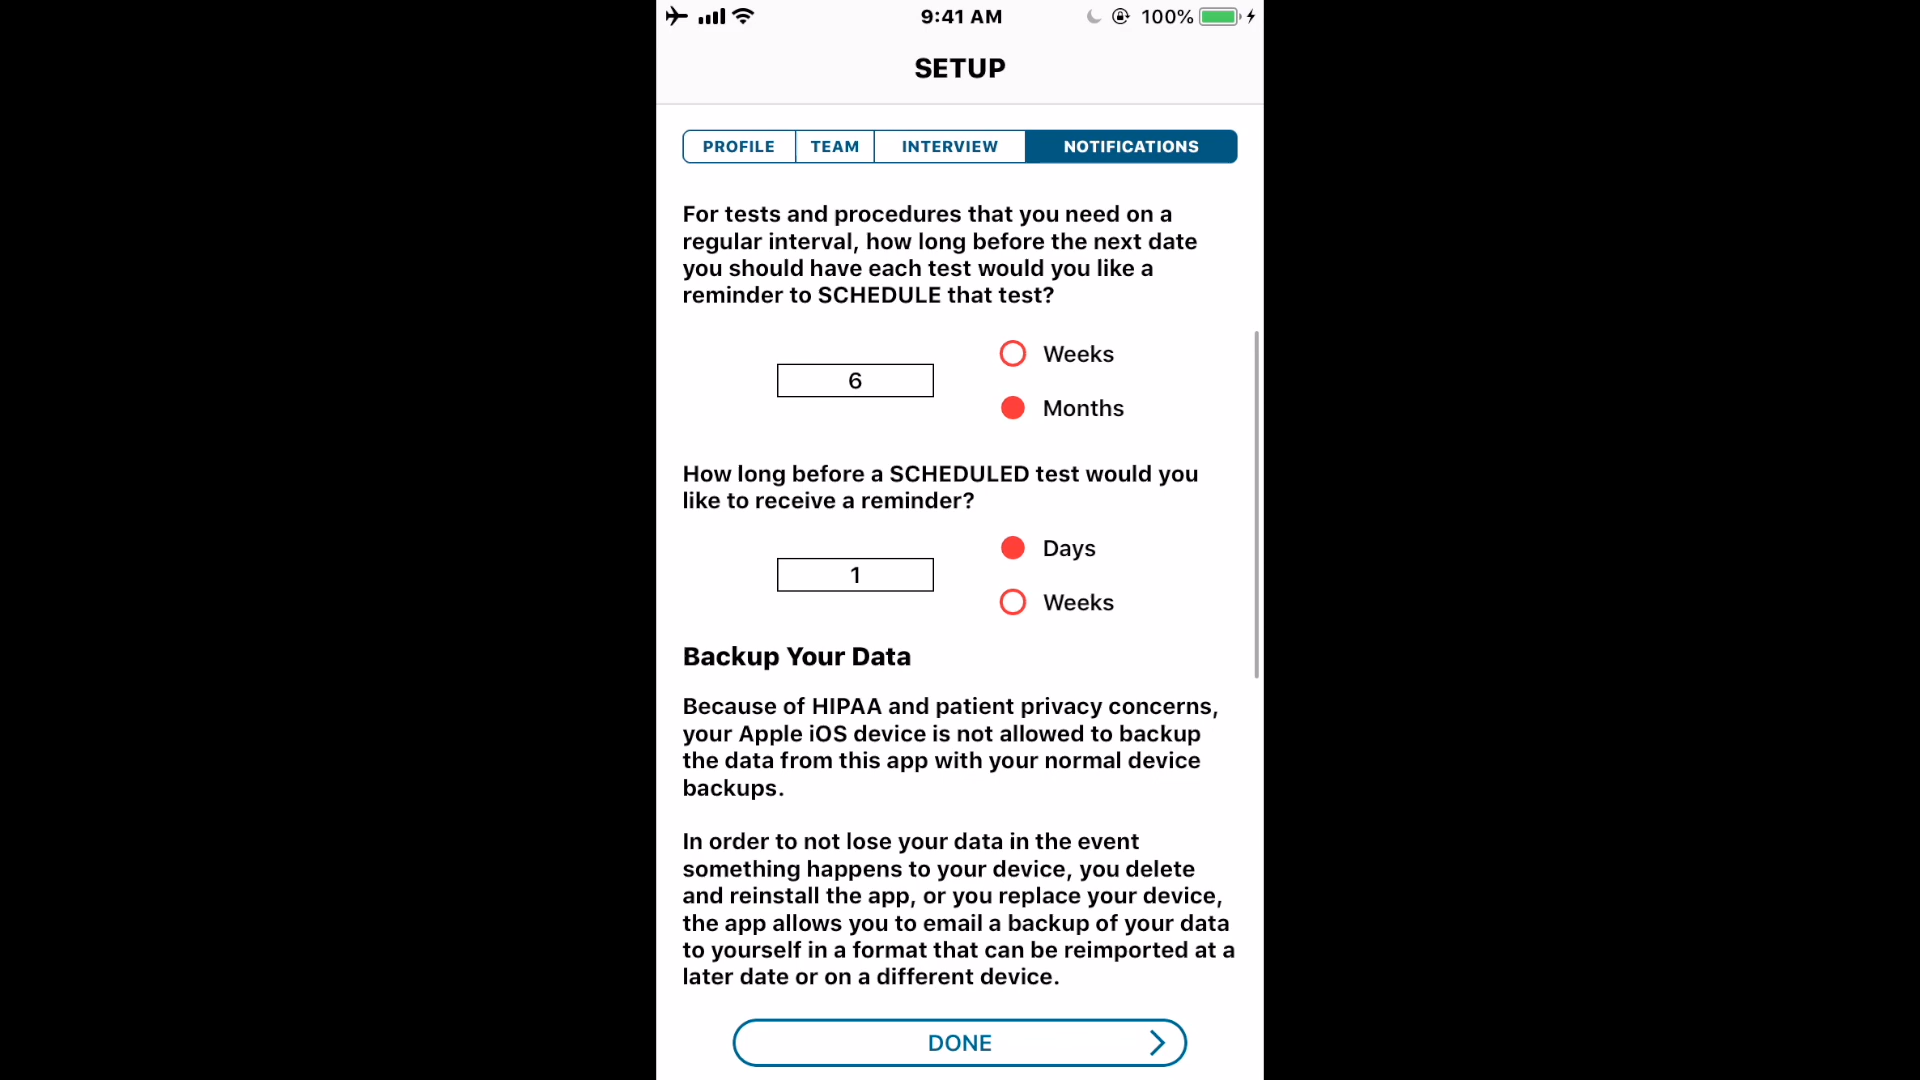 9:41 AM
100%
SETUP
PROFILE
TEAM
INTERVIEW
NOTIFICATIONS
For tests and procedures that you need on a
regular interval, how long before the next date
you should have each test would you like a
reminder to SCHEDULE that test?
Weeks
6
Months
How long before a SCHEDULED test would you
like to receive a reminder?
Days
1
Weeks
Backup Your Data
Because of HIPAA and patient privacy concerns,
your Apple iOS device is not allowed to backup
the data from this app with your normal device
backups.
In order to not lose your data in the event
something happens to your device, you delete
and reinstall the app, or you replace your device,
the app allows you to email a backup of your data
to yourself in a format that can be reimported at a
later date or on a different device.
DONE